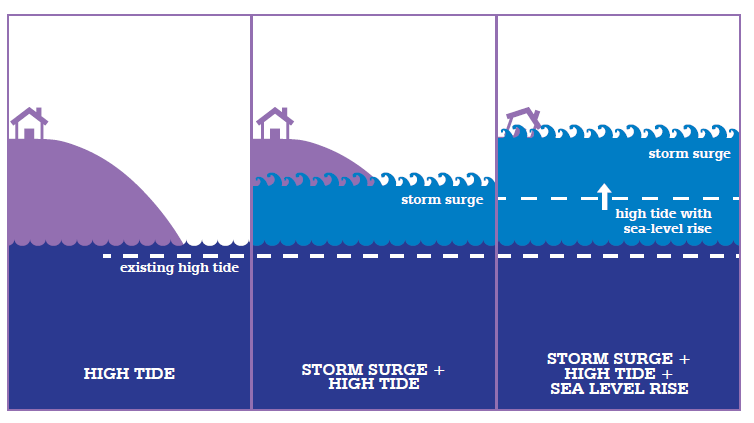 existing high tide
HIGH TIDE
storm surge
STORM SURGE +
HIGH TIDE
storm surge
high tide with
sea-level rise
STORM SURGE +
HIGH TIDE +
SEA LEVEL RISE